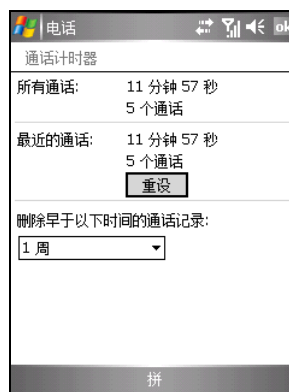 电话
ok
通话计时器
所有通话: 11 分钟 57 秒
5 个通话
最近的通话: 11 分钟 57 秒
5 个通话
重设
删除早于以下时间的通话记录:
1 周
拼